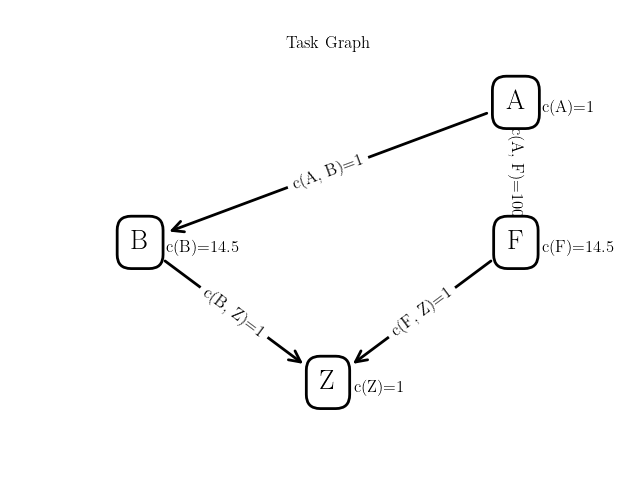 Task Graph
A
c(A)=1
c(A, B)=1
c(A, F)=100
B
c(B)=14.5
F
c(F)=14.5
c(B, Z)=1
c(F, Z)=1
Z
c(Z)=1